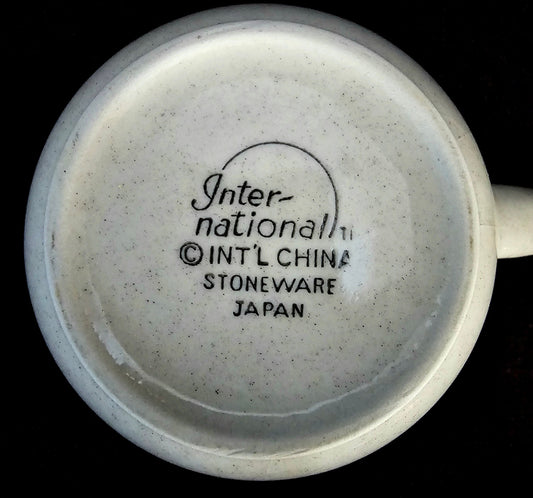 Inter-
national
© INT'L CHINA
STONEWARE
JAPAN